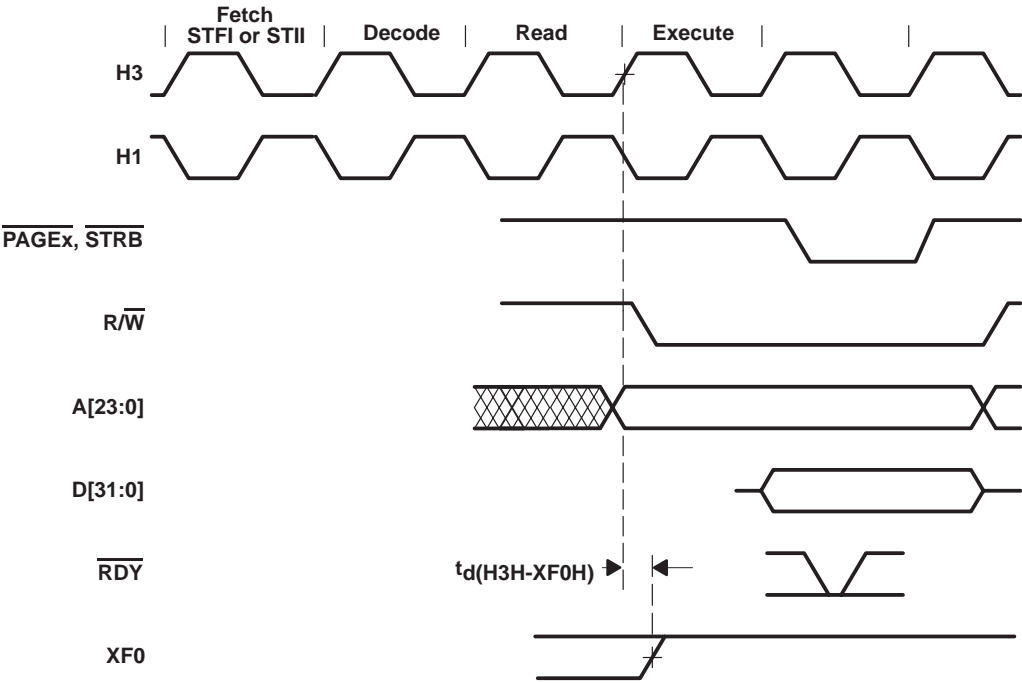 Fetch
STFI or STII
Decode
Read
Execute
H3
H1
PAGEx, STRB
R/W
A[23:0]
D[31:0]
RDY
td(H3H-XF0H)
XF0